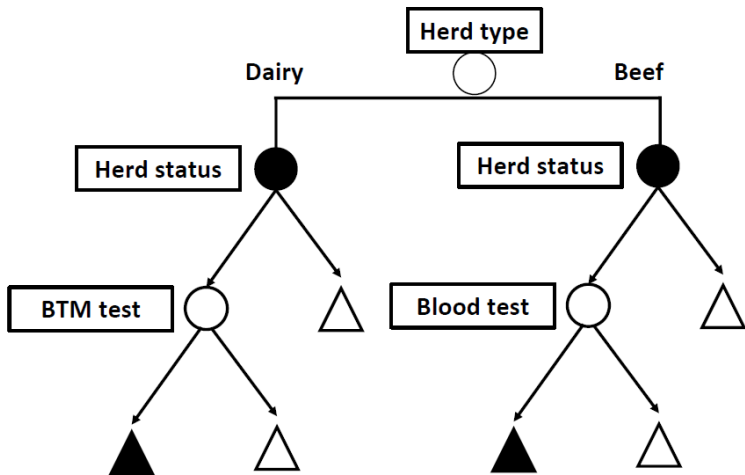 Herd type
Dairy
Beef
Herd status
Herd status
BTM test
Blood test